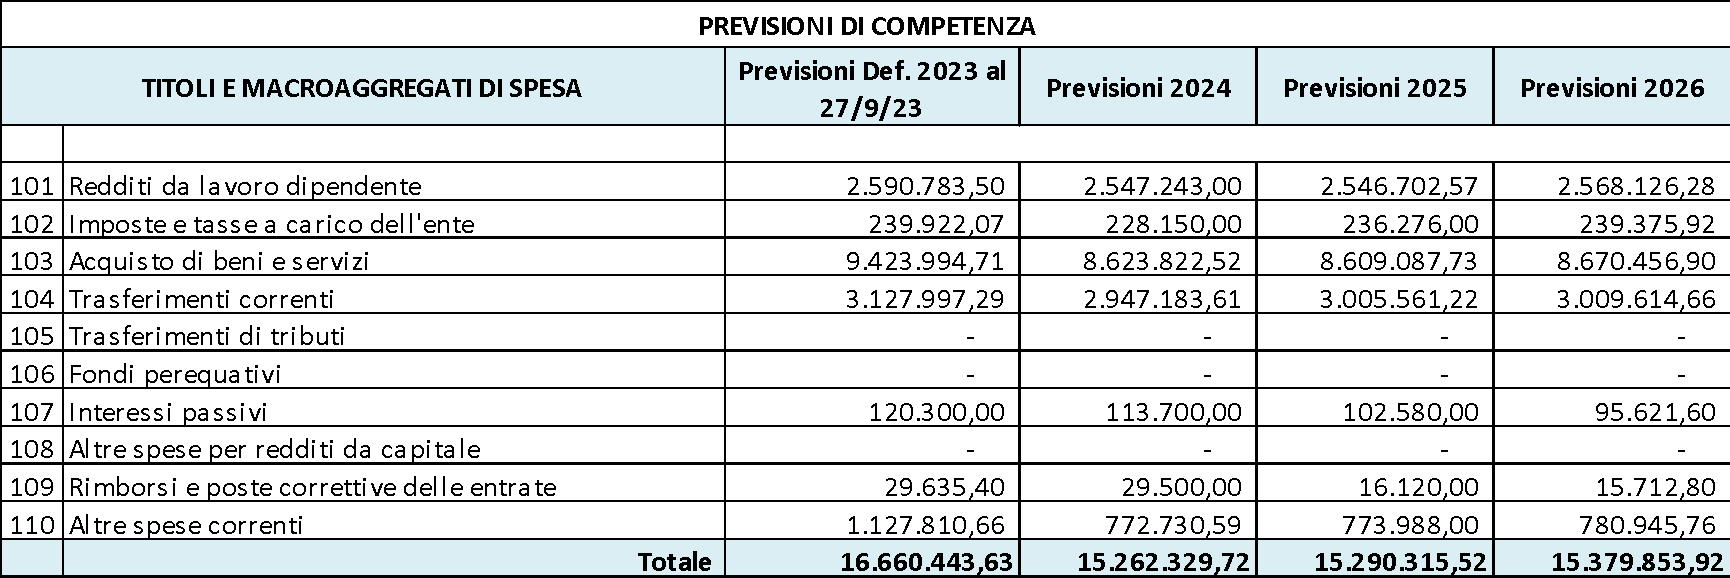 PREVISIONI DI COMPETENZA
TITOLI E MACROAGGREGATI DI SPESA Previsioni Def. 2023 al 27/9/23 Previsioni 2024 Previsioni 2025 Previsioni 2026
101 Redditi da lavoro dipendente 2.590.783,50 2.547.243,00 2.546.702,57 2.568.126,28
102 Imposte e tasse a carico dell'ente 239.922,07 228.150,00 236.276,00 239.375,92
103 Acquisto di beni e servizi 9.423.994,71 8.623.822,52 8.609.087,73 8.670.456,90
104 Trasferimenti correnti 3.127.997,29 2.947.183,61 3.005.561,22 3.009.614,66
105 Trasferimenti di tributi - - - -
106 Fondi perequativi - - - -
107 Interessi passivi 120.300,00 113.700,00 102.580,00 95.621,60
108 Altre spese per redditi da capitale - - - -
109 Rimborsi e poste correttive delle entrate 29.635,40 29.500,00 16.120,00 15.712,80
110 Altre spese correnti 1.127.810,66 772.730,59 773.988,00 780.945,76
Totale 16.660.443,63 15.262.329,72 15.290.315,52 15.379.853,92